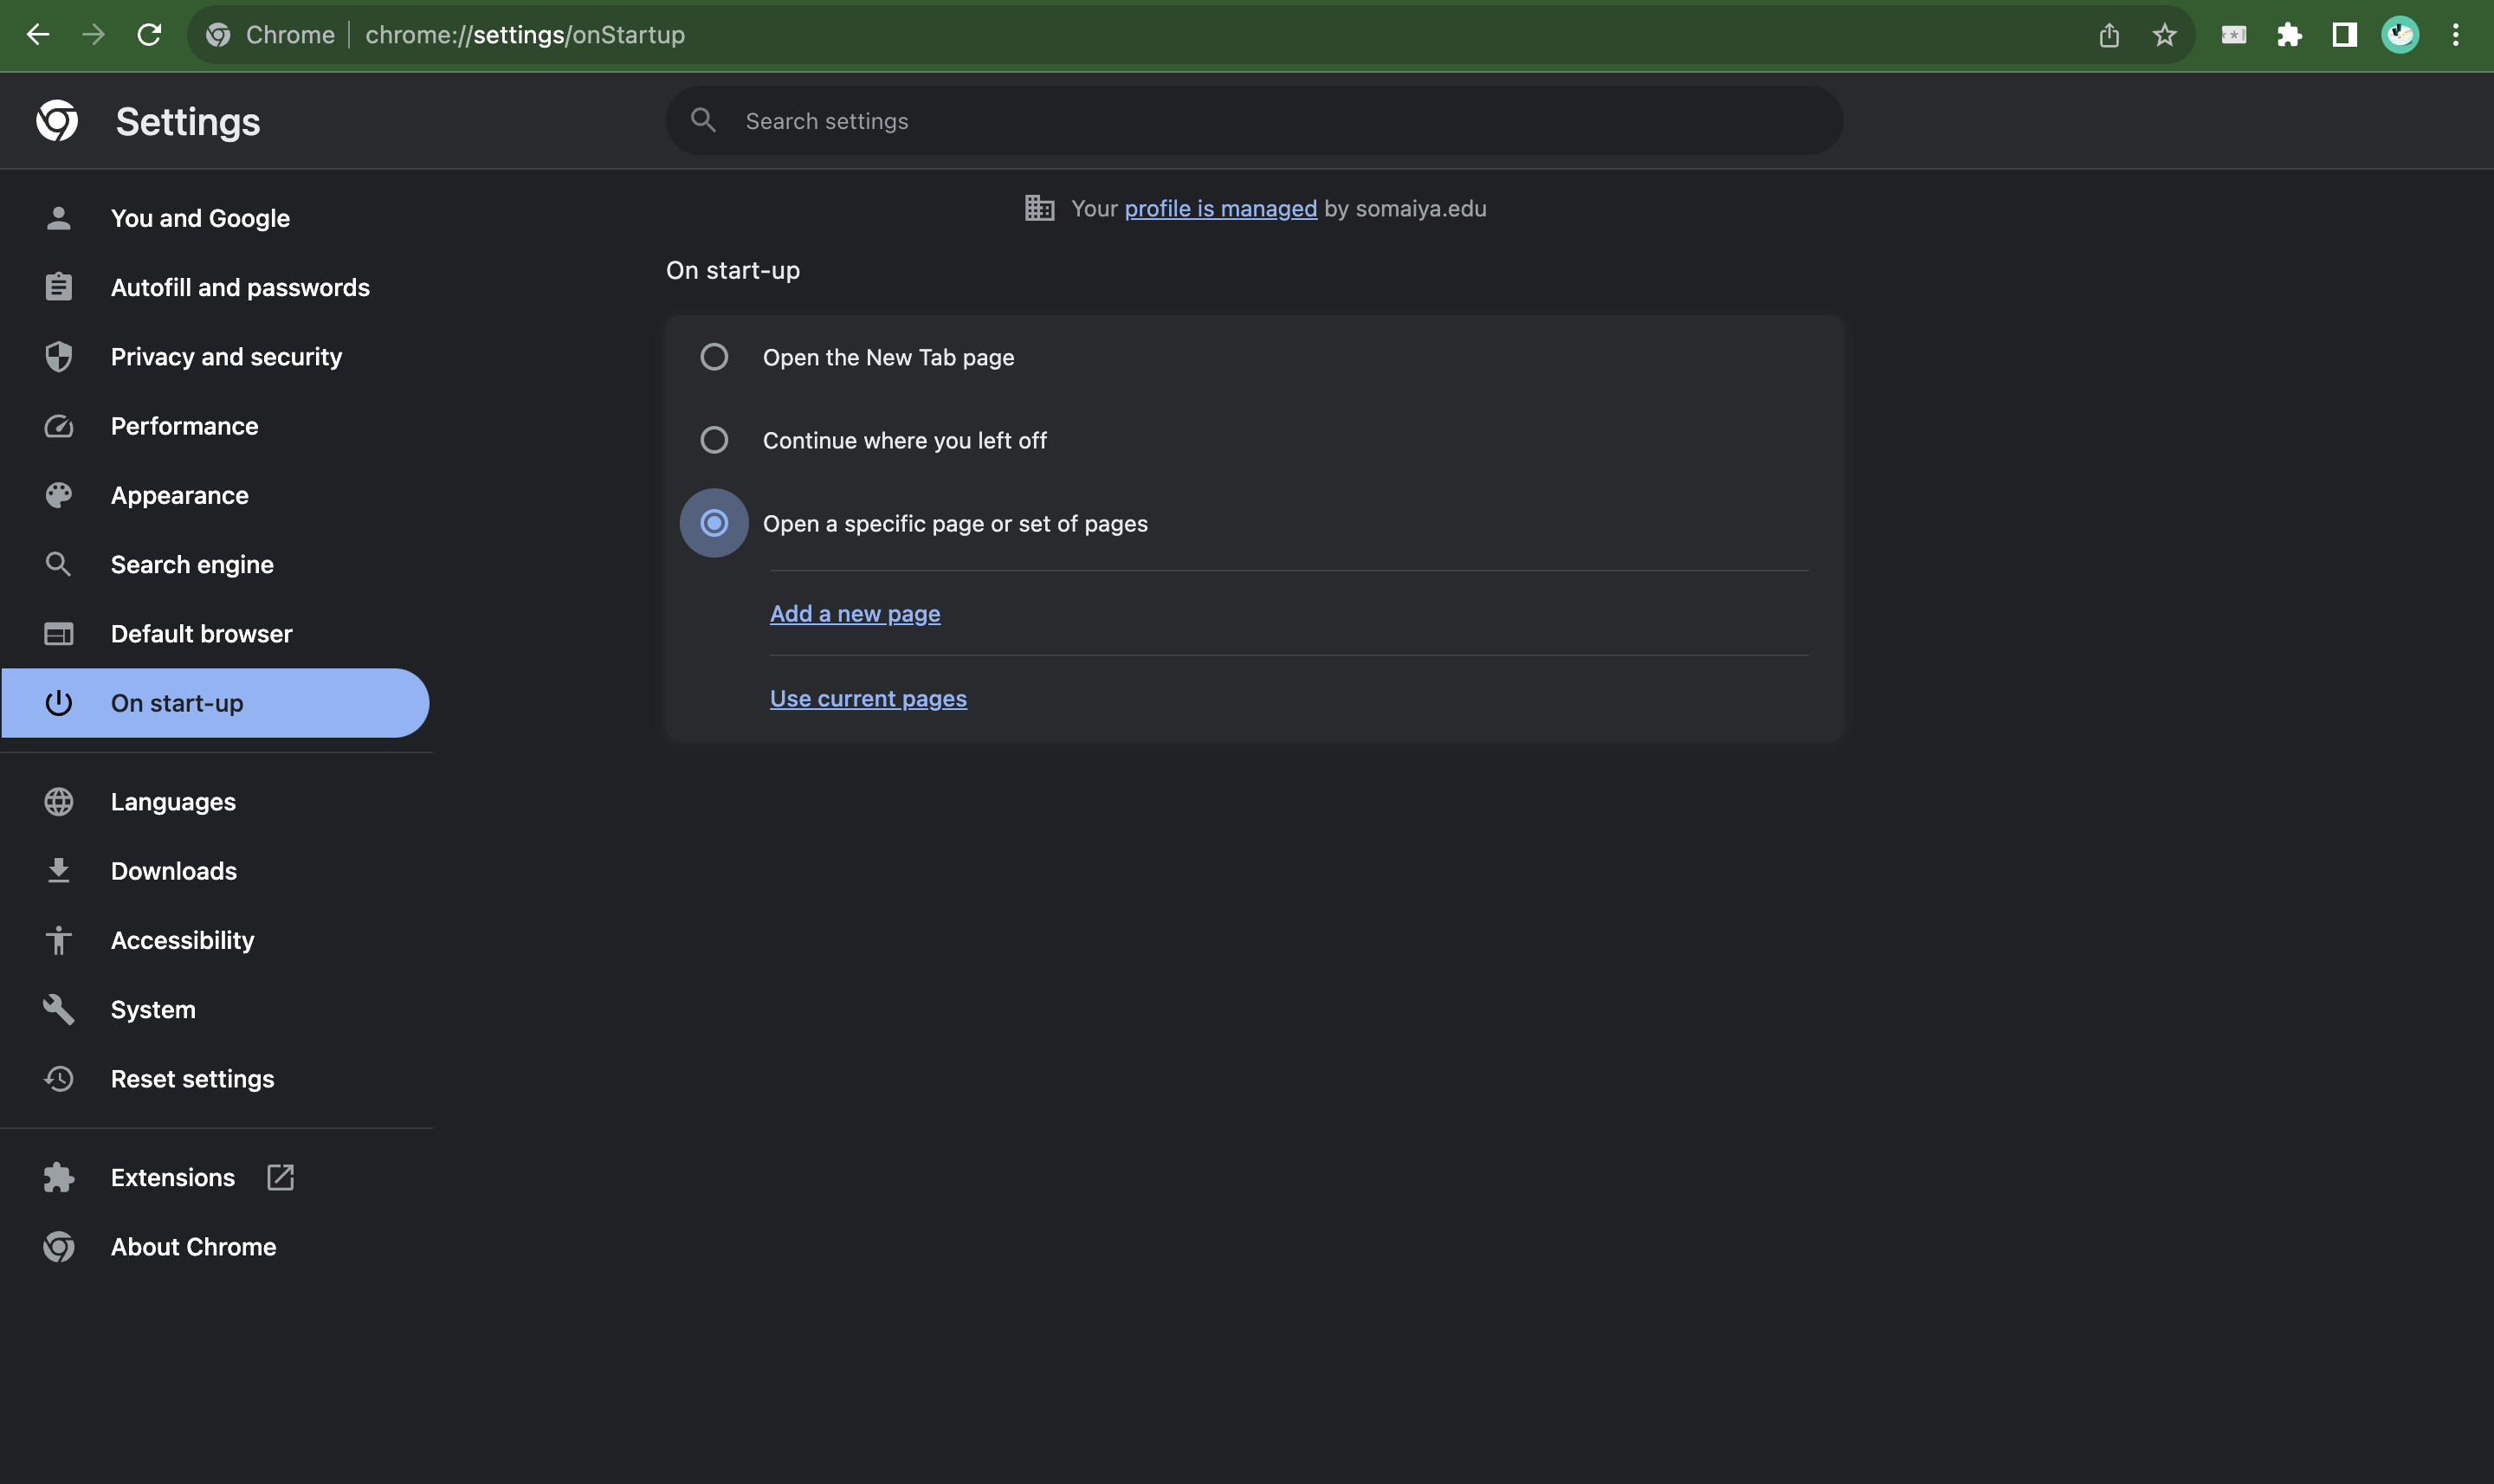 Chrome | chrome://settings/onStartup
Settings
Search settings
Your profile is managed by somaiya.edu
You and Google
Autofill and passwords
Privacy and security
Performance
Appearance
Search engine
Default browser
On start-up
Languages
Downloads
Accessibility
System
Reset settings
Extensions
About Chrome
On start-up
Open the New Tab page
Continue where you left off
Open a specific page or set of pages
Add a new page
Use current pages